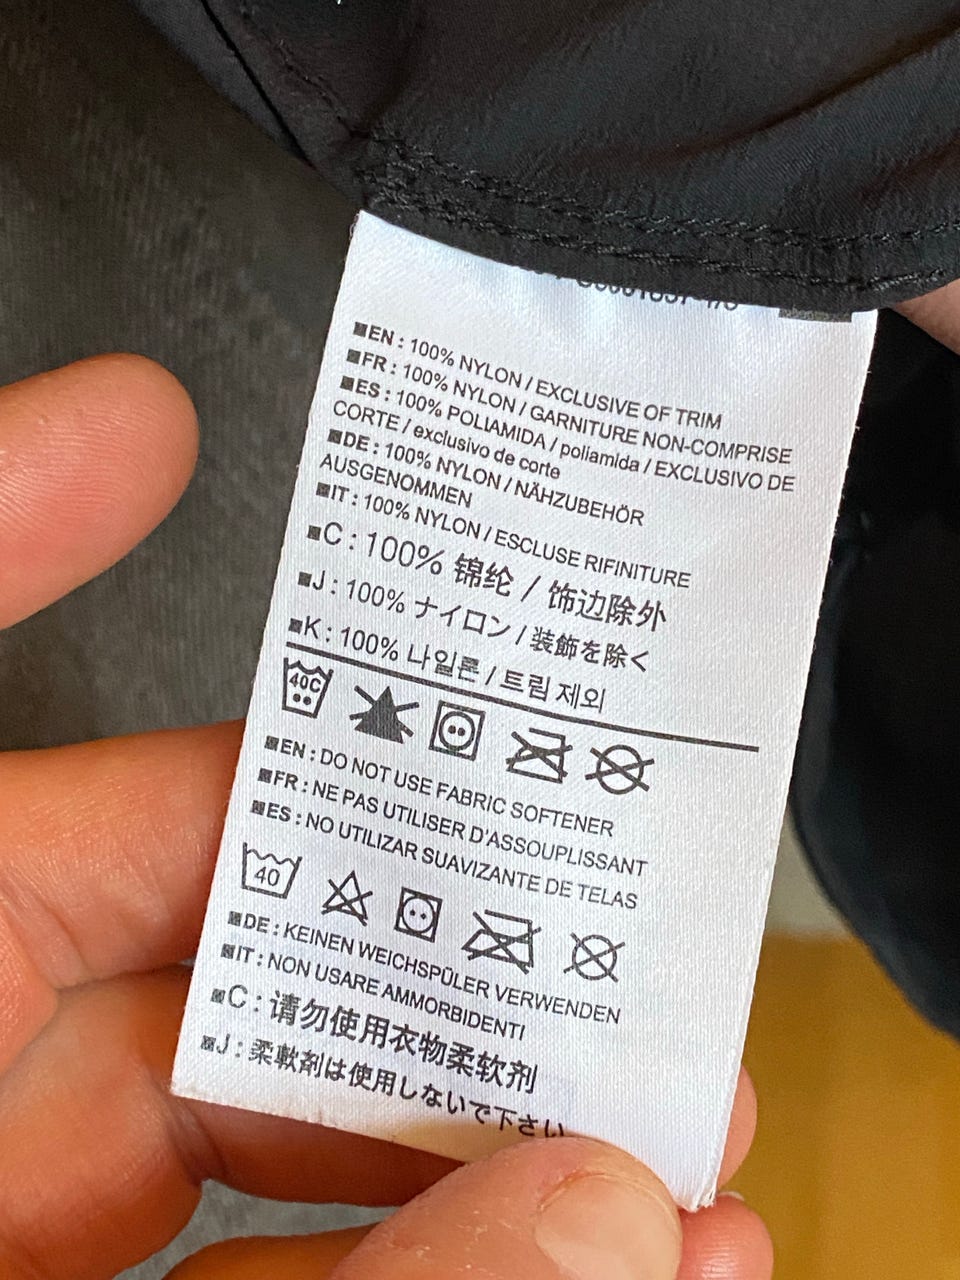 EN : 100% NYLON / EXCLUSIVE OF TRIM
FR : 100% NYLON / GARNITURE NON-COMPRISE
ES : 100% POLIAMIDA / poliamida / EXCLUSIVO DE
CORTE / exclusivo de corte
DE : 100% NYLON / NÄHZUBEHÖR
AUSGENOMMEN
IT : 100% NYLON / ESCLUSE RIFINITURE
C : 100% 锦纶 / 饰边除外
J : 100% ナイロン / 装飾を除く
K : 100% 나일론 / 트림 제외
40C
EN : DO NOT USE FABRIC SOFTENER
FR : NE PAS UTILISER D'ASSOUPLISSANT
ES : NO UTILIZAR SUAVIZANTE DE TELAS
40
DE : KEINEN WEICHSPÜLER VERWENDEN
IT : NON USARE AMMORBIDENTI
C : 请勿使用衣物柔软剂
J : 柔軟剤は使用しないで下さい